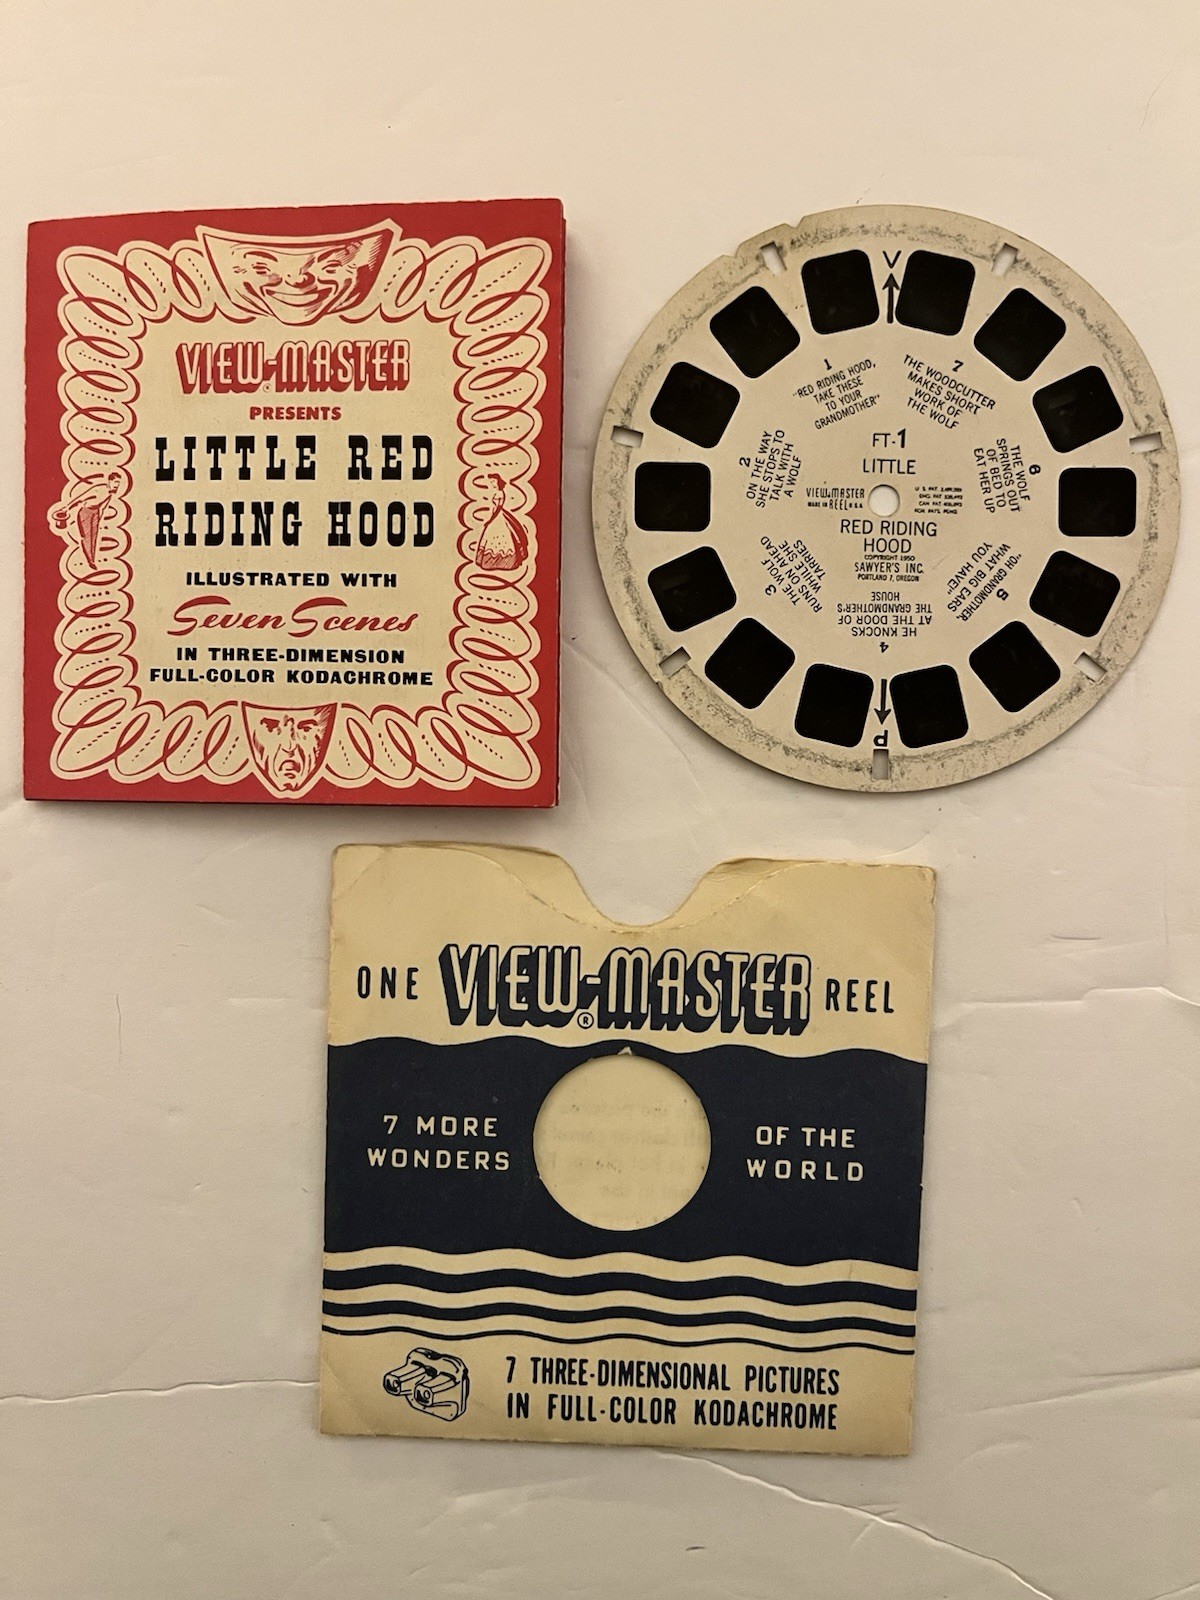 VIEW-MASTER
PRESENTS
LITTLE RED
RIDING HOOD
ILLUSTRATED WITH
Seven Scenes
IN THREE-DIMENSION
FULL-COLOR KODACHROME
V
1
"RED RIDING HOOD,
TAKE THESE
TO YOUR
GRANDMOTHER"
2
ON THE WAY
SHE STOPS TO
TALK WITH
A WOLF
3
THE WOLF
RUNS ON AHEAD
WHILE SHE
TARRIES
4
HE KNOCKS
AT THE DOOR OF
THE GRANDMOTHER'S
HOUSE
5
"OH GRANDMOTHER,
WHAT BIG EARS
YOU HAVE!"
6
THE WOLF
SPRINGS OUT
OF BED TO
EAT HER UP
7
THE WOODCUTTER
MAKES SHORT
WORK OF
THE WOLF
FT-1
LITTLE
VIEW-MASTER
MADE IN REEL U.S.A.
RED RIDING
HOOD
COPYRIGHT 1950
SAWYER'S INC.
PORTLAND 7, OREGON
P
ONE VIEW-MASTER® REEL
7 MORE
WONDERS
OF THE
WORLD
7 THREE-DIMENSIONAL PICTURES
IN FULL-COLOR KODACHROME